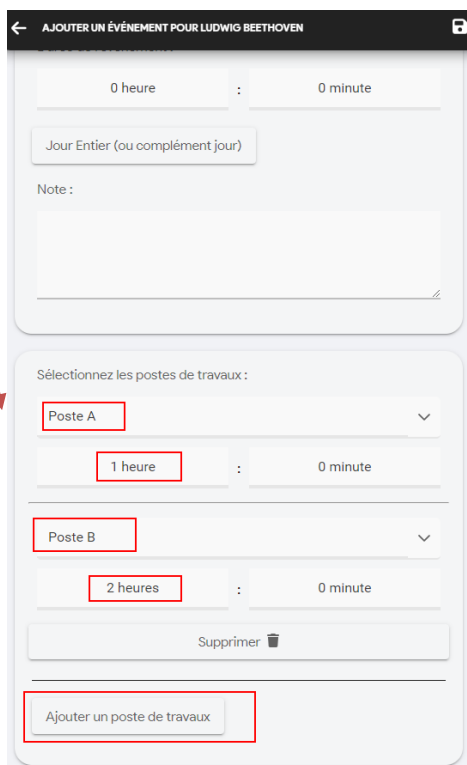 AJOUTER UN ÉVÉNEMENT POUR LUDWIG BEETHOVEN
0 heure : 0 minute
Jour Entier (ou complément jour)
Note :
Sélectionnez les postes de travaux :
Poste A
1 heure : 0 minute
Poste B
2 heures : 0 minute
Supprimer
Ajouter un poste de travaux